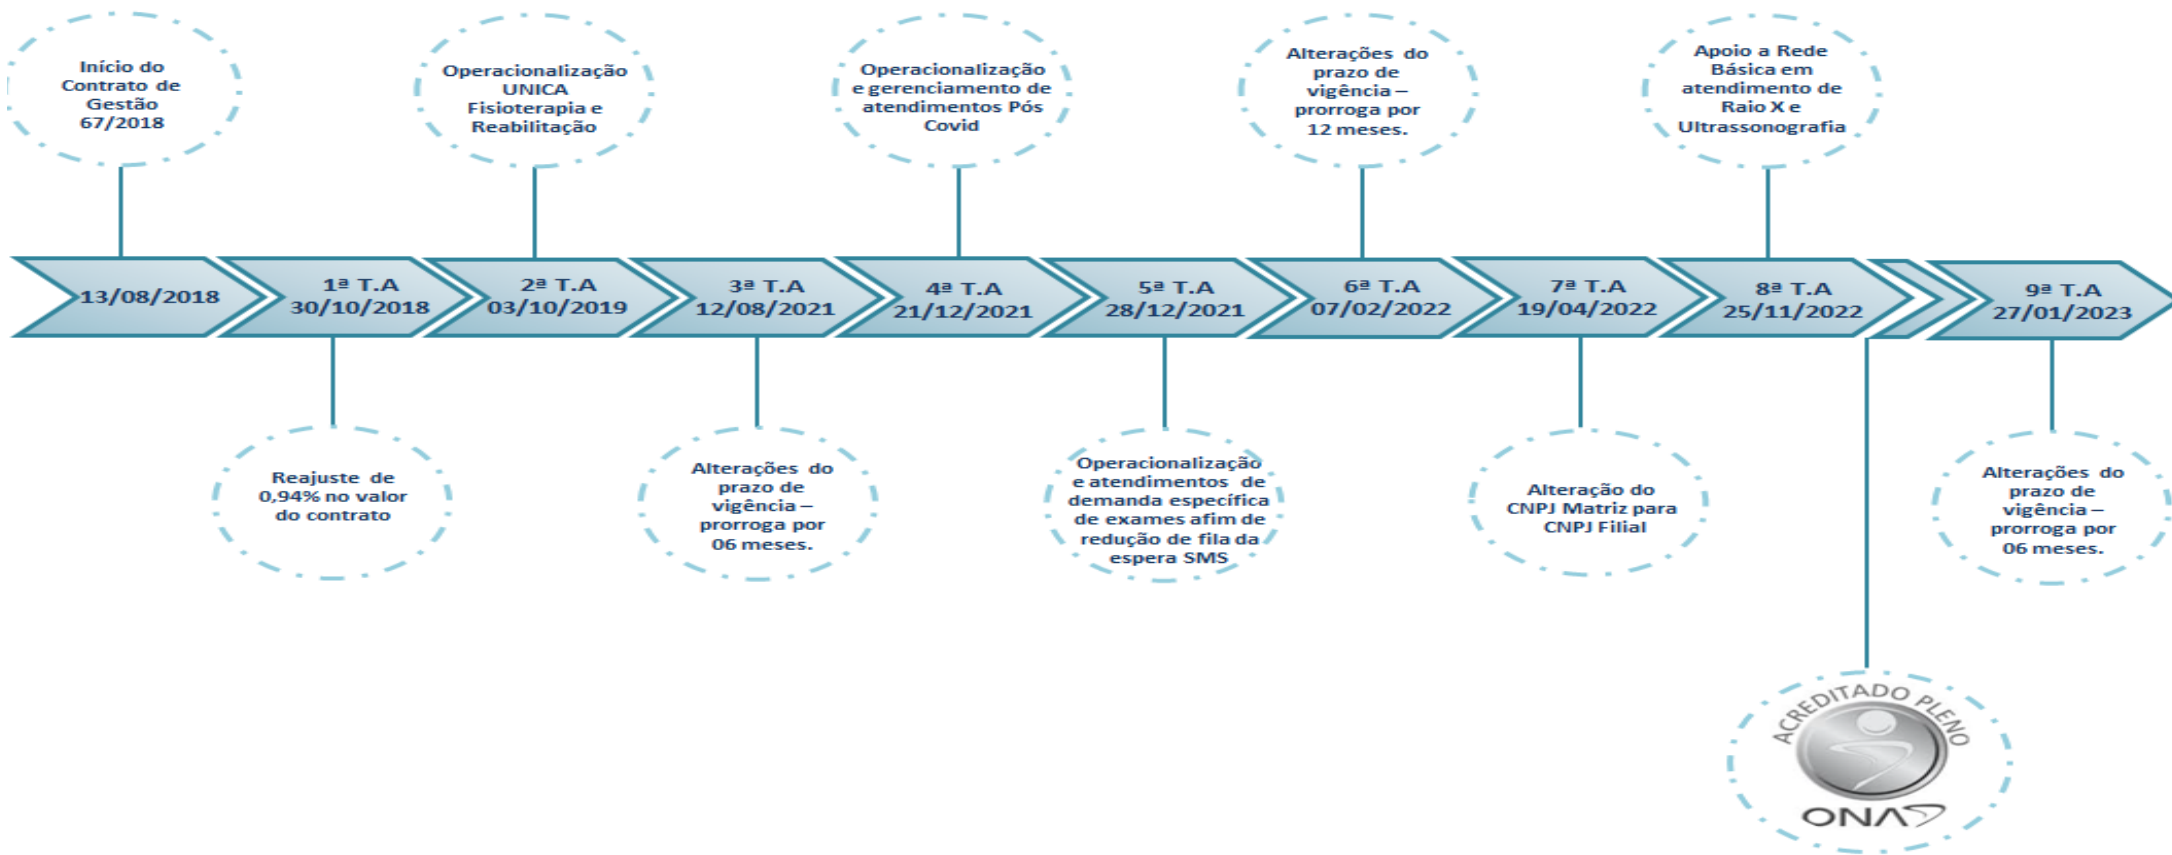 Início do
Contrato de
Gestão
67/2018
Operacionalização
UNICA
Fisioterapia e
Reabilitação
Operacionalização
e gerenciamento de
atendimentos Pós
Covid
Alterações do
prazo de
vigência –
prorroga por
12 meses.
Apoio a Rede
Básica em
atendimento de
Raio X e
Ultrassonografia
13/08/2018
1ª T.A
30/10/2018
2ª T.A
03/10/2019
3ª T.A
12/08/2021
4ª T.A
21/12/2021
5ª T.A
28/12/2021
6ª T.A
07/02/2022
7ª T.A
19/04/2022
8ª T.A
25/11/2022
9ª T.A
27/01/2023
Reajuste de
0,94% no valor
do contrato
Alterações do
prazo de
vigência –
prorroga por
06 meses.
Operacionalização
e atendimentos de
demanda específica
de exames afim de
redução de fila da
espera SMS
Alteração do
CNPJ Matriz para
CNPJ Filial
Alterações do
prazo de
vigência –
prorroga por
06 meses.
ACREDITADO PLENO
ONA